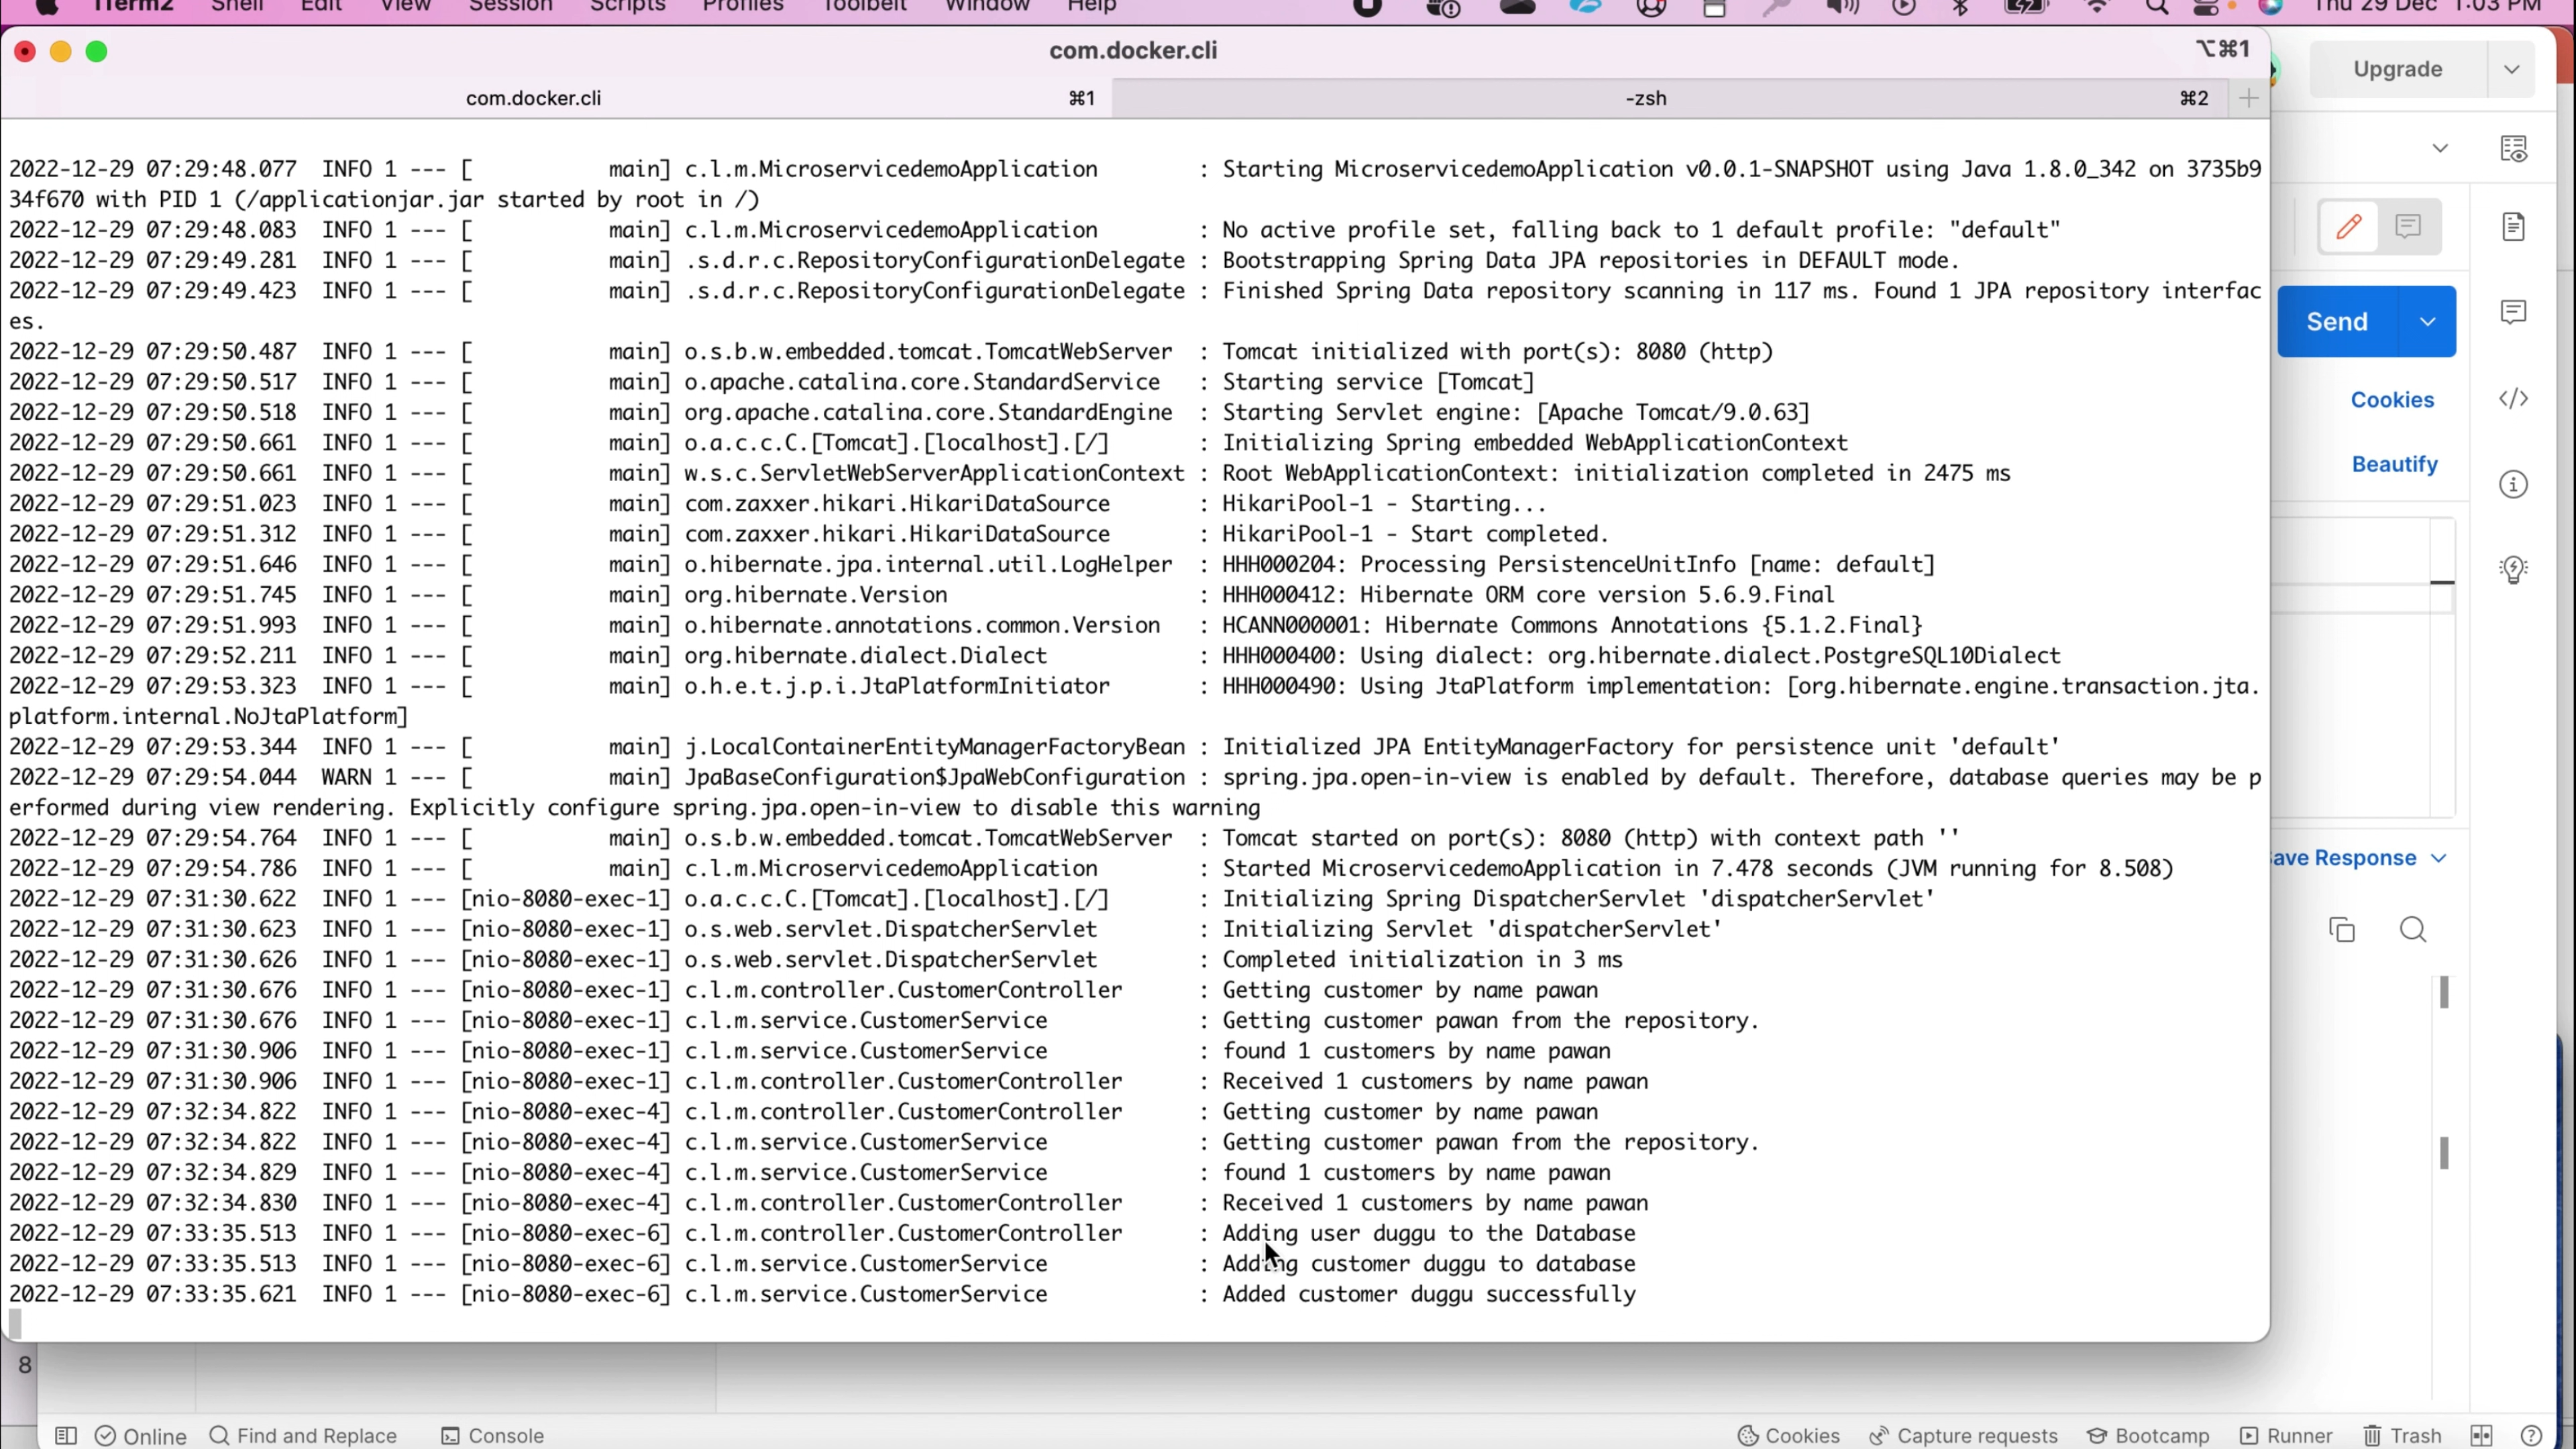 iTerm2 Shell Edit View Session Scripts Profiles Toolbelt Window Help Thu 29 Dec 1:03 PM
com.docker.cli ⌥⌘1
com.docker.cli ⌘1 -zsh ⌘2
Upgrade
2022-12-29 07:29:48.077  INFO 1 --- [           main] c.l.m.MicroservicedemoApplication        : Starting MicroservicedemoApplication v0.0.1-SNAPSHOT using Java 1.8.0_342 on 3735b9
34f670 with PID 1 (/applicationjar.jar started by root in /)
2022-12-29 07:29:48.083  INFO 1 --- [           main] c.l.m.MicroservicedemoApplication        : No active profile set, falling back to 1 default profile: "default"
2022-12-29 07:29:49.281  INFO 1 --- [           main] .s.d.r.c.RepositoryConfigurationDelegate : Bootstrapping Spring Data JPA repositories in DEFAULT mode.
2022-12-29 07:29:49.423  INFO 1 --- [           main] .s.d.r.c.RepositoryConfigurationDelegate : Finished Spring Data repository scanning in 117 ms. Found 1 JPA repository interfac
es.
2022-12-29 07:29:50.487  INFO 1 --- [           main] o.s.b.w.embedded.tomcat.TomcatWebServer  : Tomcat initialized with port(s): 8080 (http)
2022-12-29 07:29:50.517  INFO 1 --- [           main] o.apache.catalina.core.StandardService   : Starting service [Tomcat]
2022-12-29 07:29:50.518  INFO 1 --- [           main] org.apache.catalina.core.StandardEngine  : Starting Servlet engine: [Apache Tomcat/9.0.63]
2022-12-29 07:29:50.661  INFO 1 --- [           main] o.a.c.c.C.[Tomcat].[localhost].[/]       : Initializing Spring embedded WebApplicationContext
2022-12-29 07:29:50.661  INFO 1 --- [           main] w.s.c.ServletWebServerApplicationContext : Root WebApplicationContext: initialization completed in 2475 ms
2022-12-29 07:29:51.023  INFO 1 --- [           main] com.zaxxer.hikari.HikariDataSource       : HikariPool-1 - Starting...
2022-12-29 07:29:51.312  INFO 1 --- [           main] com.zaxxer.hikari.HikariDataSource       : HikariPool-1 - Start completed.
2022-12-29 07:29:51.646  INFO 1 --- [           main] o.hibernate.jpa.internal.util.LogHelper  : HHH000204: Processing PersistenceUnitInfo [name: default]
2022-12-29 07:29:51.745  INFO 1 --- [           main] org.hibernate.Version                    : HHH000412: Hibernate ORM core version 5.6.9.Final
2022-12-29 07:29:51.993  INFO 1 --- [           main] o.hibernate.annotations.common.Version   : HCANN000001: Hibernate Commons Annotations {5.1.2.Final}
2022-12-29 07:29:52.211  INFO 1 --- [           main] org.hibernate.dialect.Dialect            : HHH000400: Using dialect: org.hibernate.dialect.PostgreSQL10Dialect
2022-12-29 07:29:53.323  INFO 1 --- [           main] o.h.e.t.j.p.i.JtaPlatformInitiator       : HHH000490: Using JtaPlatform implementation: [org.hibernate.engine.transaction.jta.
platform.internal.NoJtaPlatform]
2022-12-29 07:29:53.344  INFO 1 --- [           main] j.LocalContainerEntityManagerFactoryBean : Initialized JPA EntityManagerFactory for persistence unit 'default'
2022-12-29 07:29:54.044  WARN 1 --- [           main] JpaBaseConfiguration$JpaWebConfiguration : spring.jpa.open-in-view is enabled by default. Therefore, database queries may be p
erformed during view rendering. Explicitly configure spring.jpa.open-in-view to disable this warning
2022-12-29 07:29:54.764  INFO 1 --- [           main] o.s.b.w.embedded.tomcat.TomcatWebServer  : Tomcat started on port(s): 8080 (http) with context path ''
2022-12-29 07:29:54.786  INFO 1 --- [           main] c.l.m.MicroservicedemoApplication        : Started MicroservicedemoApplication in 7.478 seconds (JVM running for 8.508)
2022-12-29 07:31:30.622  INFO 1 --- [nio-8080-exec-1] o.a.c.c.C.[Tomcat].[localhost].[/]       : Initializing Spring DispatcherServlet 'dispatcherServlet'
2022-12-29 07:31:30.623  INFO 1 --- [nio-8080-exec-1] o.s.web.servlet.DispatcherServlet        : Initializing Servlet 'dispatcherServlet'
2022-12-29 07:31:30.626  INFO 1 --- [nio-8080-exec-1] o.s.web.servlet.DispatcherServlet        : Completed initialization in 3 ms
2022-12-29 07:31:30.676  INFO 1 --- [nio-8080-exec-1] c.l.m.controller.CustomerController      : Getting customer by name pawan
2022-12-29 07:31:30.676  INFO 1 --- [nio-8080-exec-1] c.l.m.service.CustomerService            : Getting customer pawan from the repository.
2022-12-29 07:31:30.906  INFO 1 --- [nio-8080-exec-1] c.l.m.service.CustomerService            : found 1 customers by name pawan
2022-12-29 07:31:30.906  INFO 1 --- [nio-8080-exec-1] c.l.m.controller.CustomerController      : Received 1 customers by name pawan
2022-12-29 07:32:34.822  INFO 1 --- [nio-8080-exec-4] c.l.m.controller.CustomerController      : Getting customer by name pawan
2022-12-29 07:32:34.822  INFO 1 --- [nio-8080-exec-4] c.l.m.service.CustomerService            : Getting customer pawan from the repository.
2022-12-29 07:32:34.829  INFO 1 --- [nio-8080-exec-4] c.l.m.service.CustomerService            : found 1 customers by name pawan
2022-12-29 07:32:34.830  INFO 1 --- [nio-8080-exec-4] c.l.m.controller.CustomerController      : Received 1 customers by name pawan
2022-12-29 07:33:35.513  INFO 1 --- [nio-8080-exec-6] c.l.m.controller.CustomerController      : Adding user duggu to the Database
2022-12-29 07:33:35.513  INFO 1 --- [nio-8080-exec-6] c.l.m.service.CustomerService            : Adding customer duggu to database
2022-12-29 07:33:35.621  INFO 1 --- [nio-8080-exec-6] c.l.m.service.CustomerService            : Added customer duggu successfully
Send
Cookies
Beautify
ave Response
8
Online Find and Replace Console Cookies Capture requests Bootcamp Runner Trash